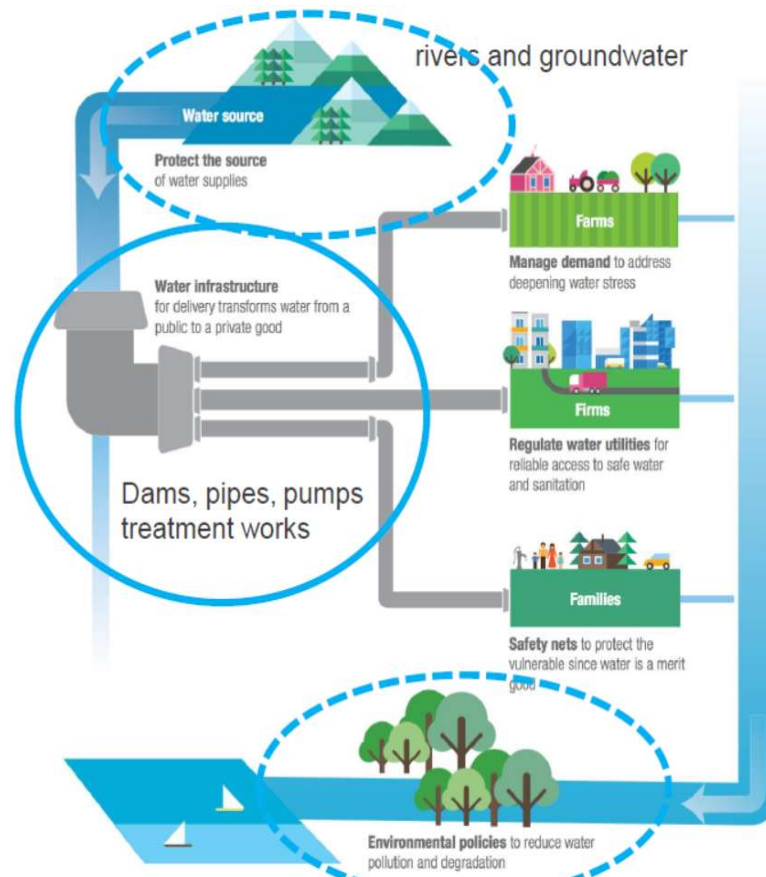 rivers and groundwater
Water source
Protect the source
of water supplies
Farms
Manage demand to address
deepening water stress
Water infrastructure
for delivery transforms water from a
public to a private good
Firms
Regulate water utilities for
reliable access to safe water
and sanitation
Dams, pipes, pumps
treatment works
Families
Safety nets to protect the
vulnerable since water is a merit
good
Environmental policies to reduce water
pollution and degradation